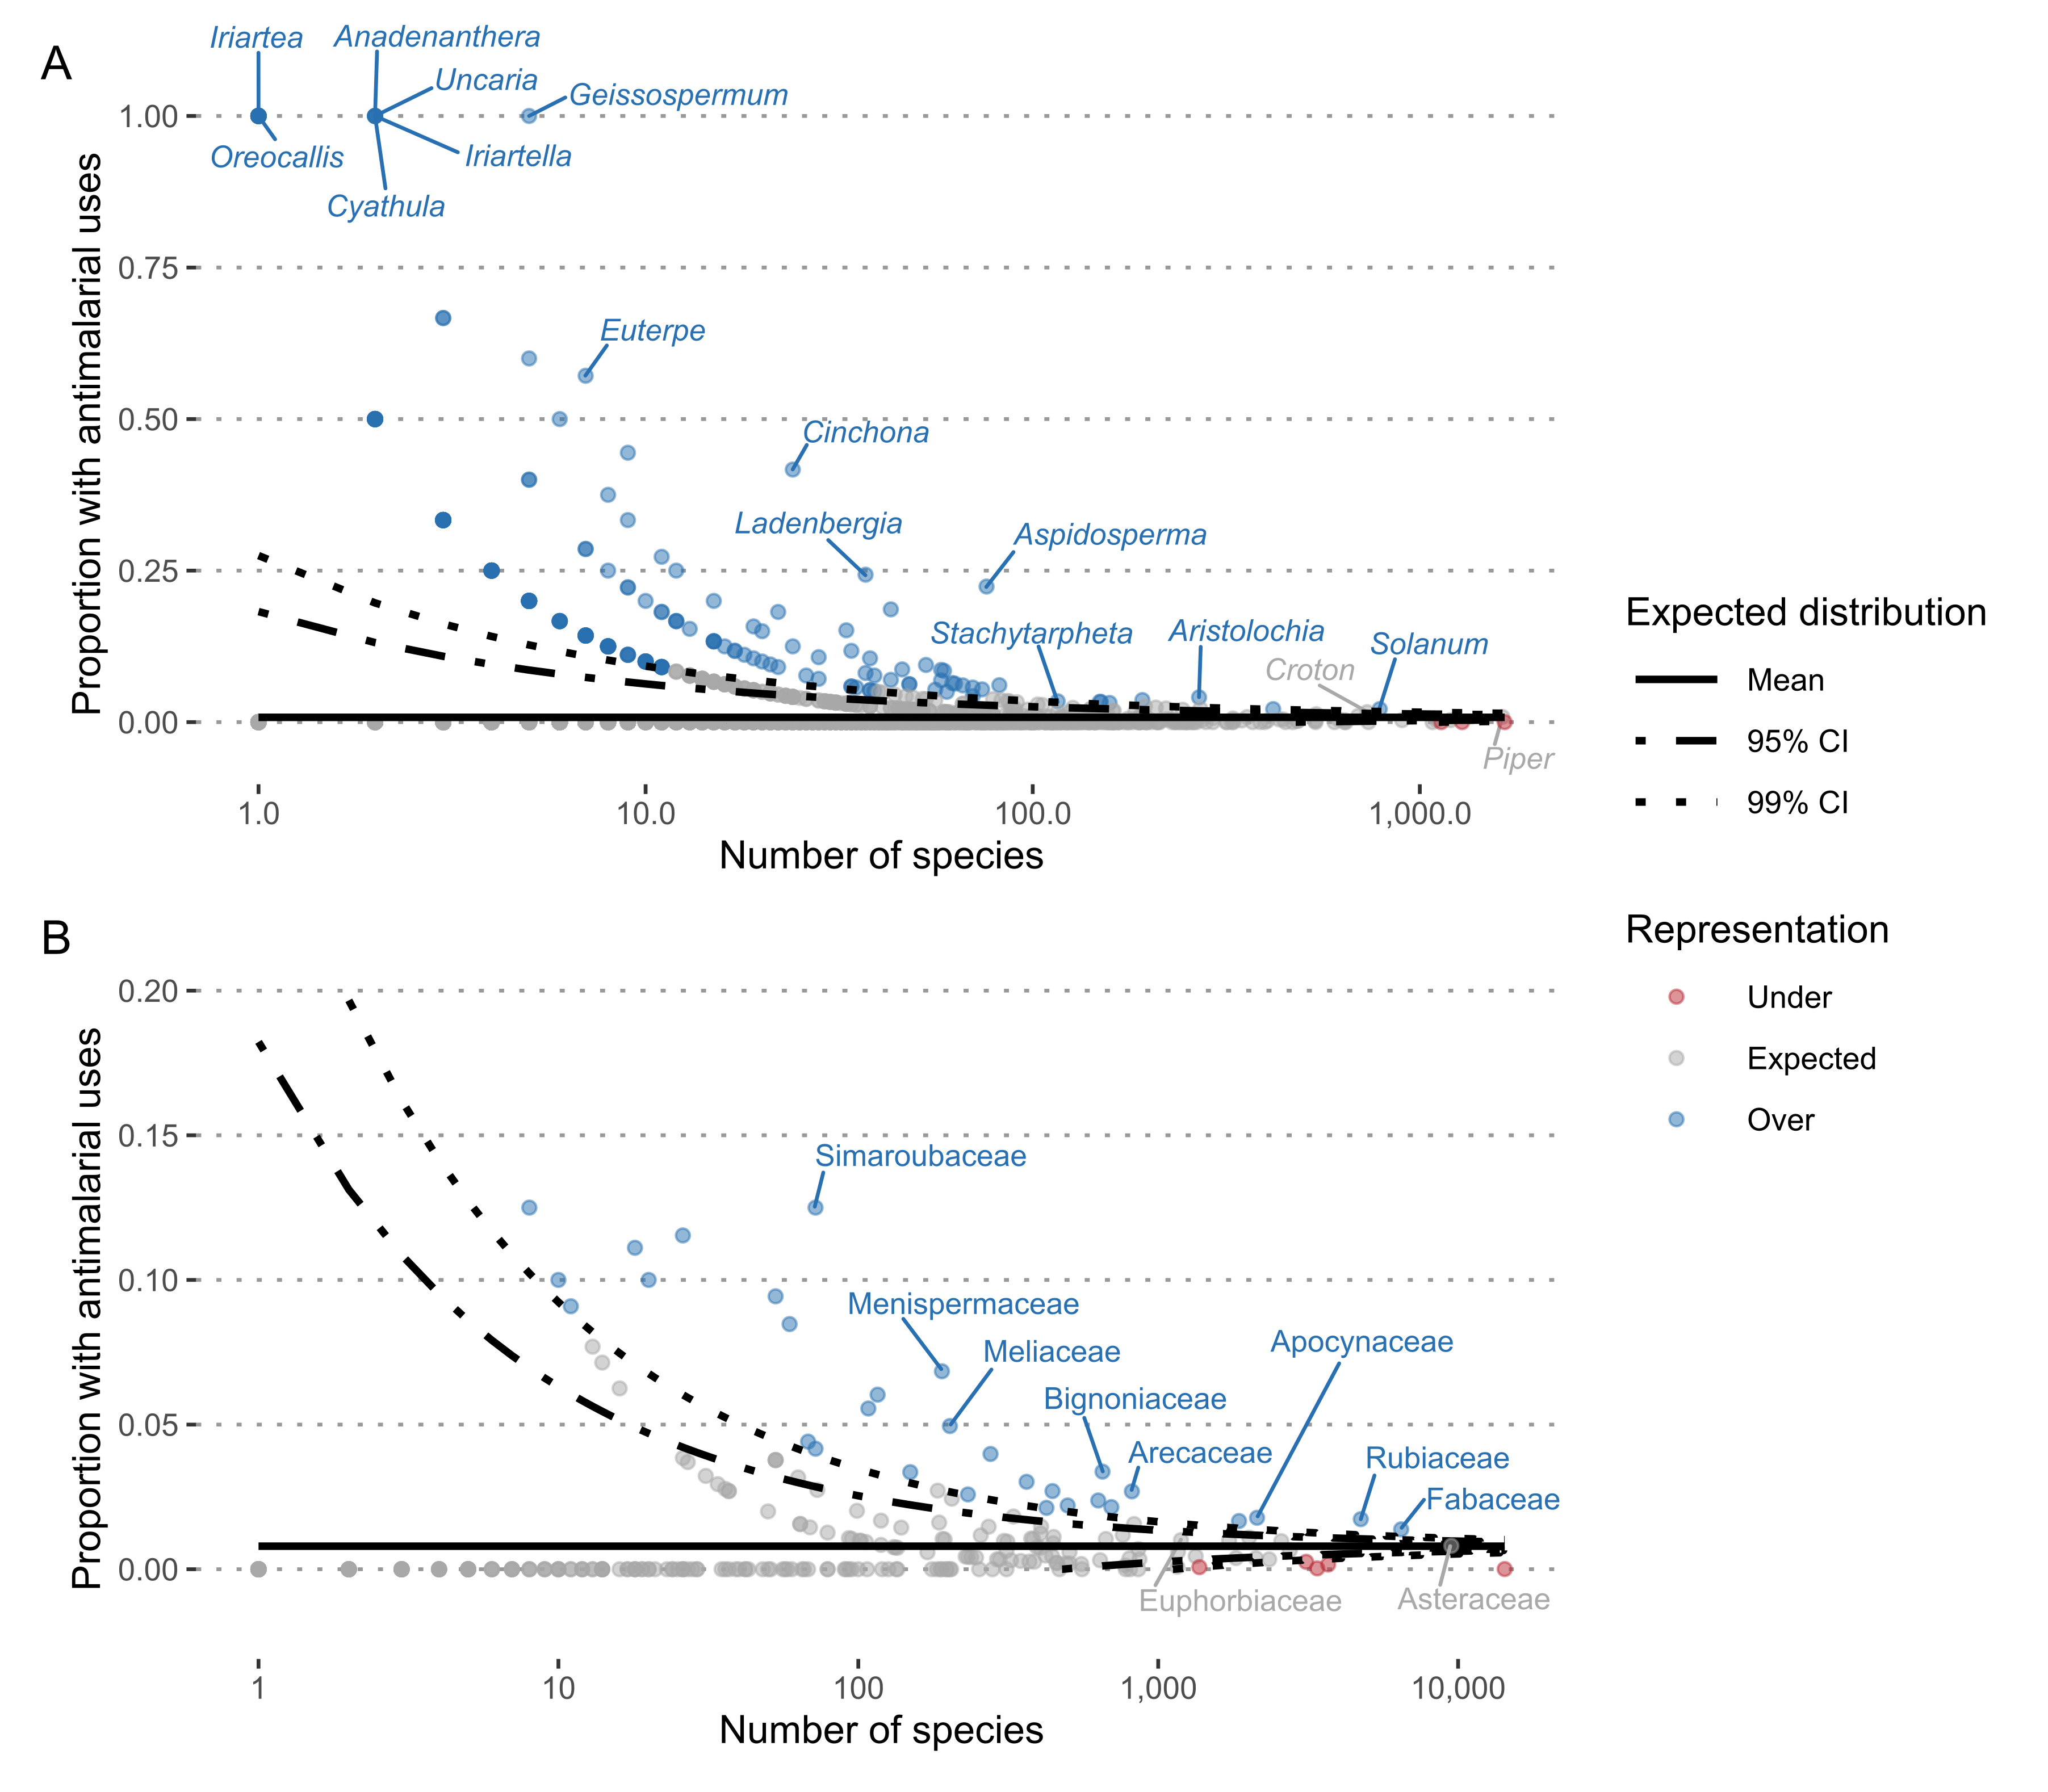 A
Iriartea
Anadenanthera
Uncaria
Geissospermum
Oreocallis
Iriartella
Cyathula
Euterpe
Cinchona
Ladenbergia
Aspidosperma
Stachytarpheta
Aristolochia
Solanum
Croton
Piper
Proportion with antimalarial uses
1.00
0.75
0.50
0.25
0.00
1.0
10.0
100.0
1,000.0
Number of species
Expected distribution
Mean
95% CI
99% CI
Representation
Under
Expected
Over
B
Proportion with antimalarial uses
0.20
0.15
0.10
0.05
0.00
Simaroubaceae
Menispermaceae
Meliaceae
Apocynaceae
Bignoniaceae
Arecaceae
Rubiaceae
Fabaceae
Euphorbiaceae
Asteraceae
1
10
100
1,000
10,000
Number of species